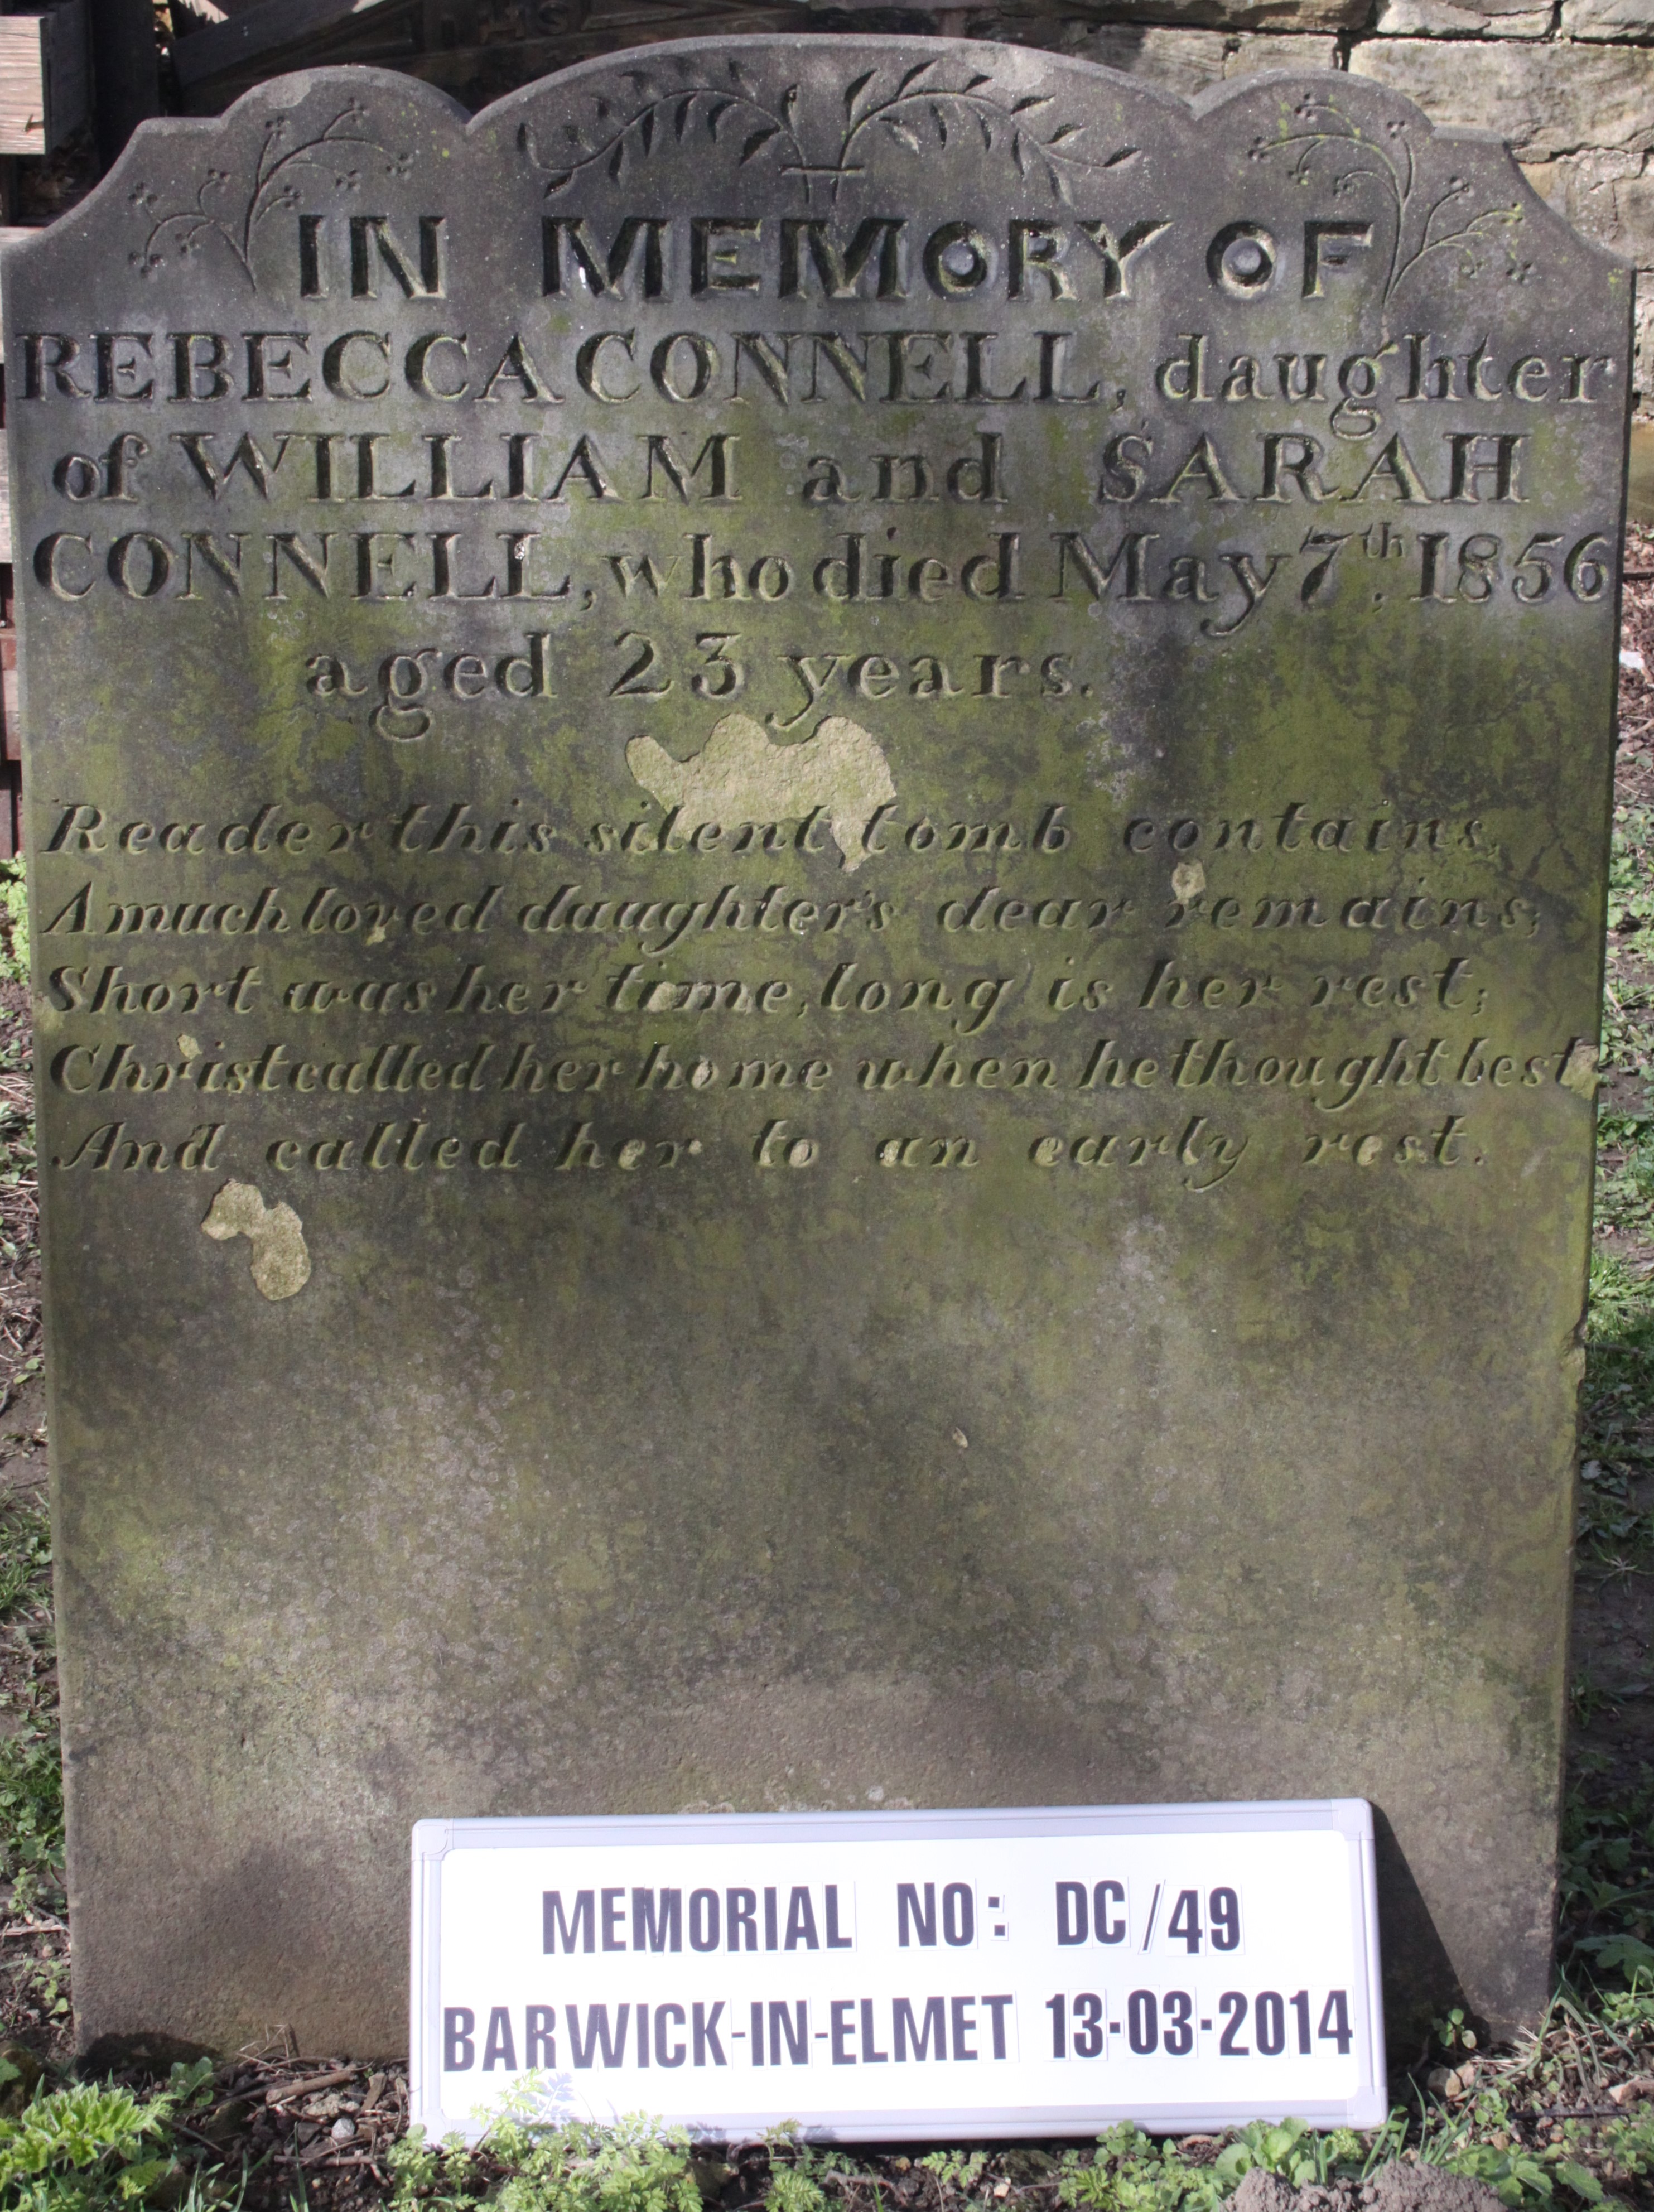 IN MEMORY OF
REBECCA CONNELL, daughter
of WILLIAM and SARAH
CONNELL, who died May 7th, 1856
aged 23 years.
Reader this silent tomb contains,
A much loved daughter's dear remains;
Short was her time, long is her rest;
Christ called her home when he thought best
And called her to an early rest.
MEMORIAL NO: DC/49
BARWICK-IN-ELMET 13·03·2014